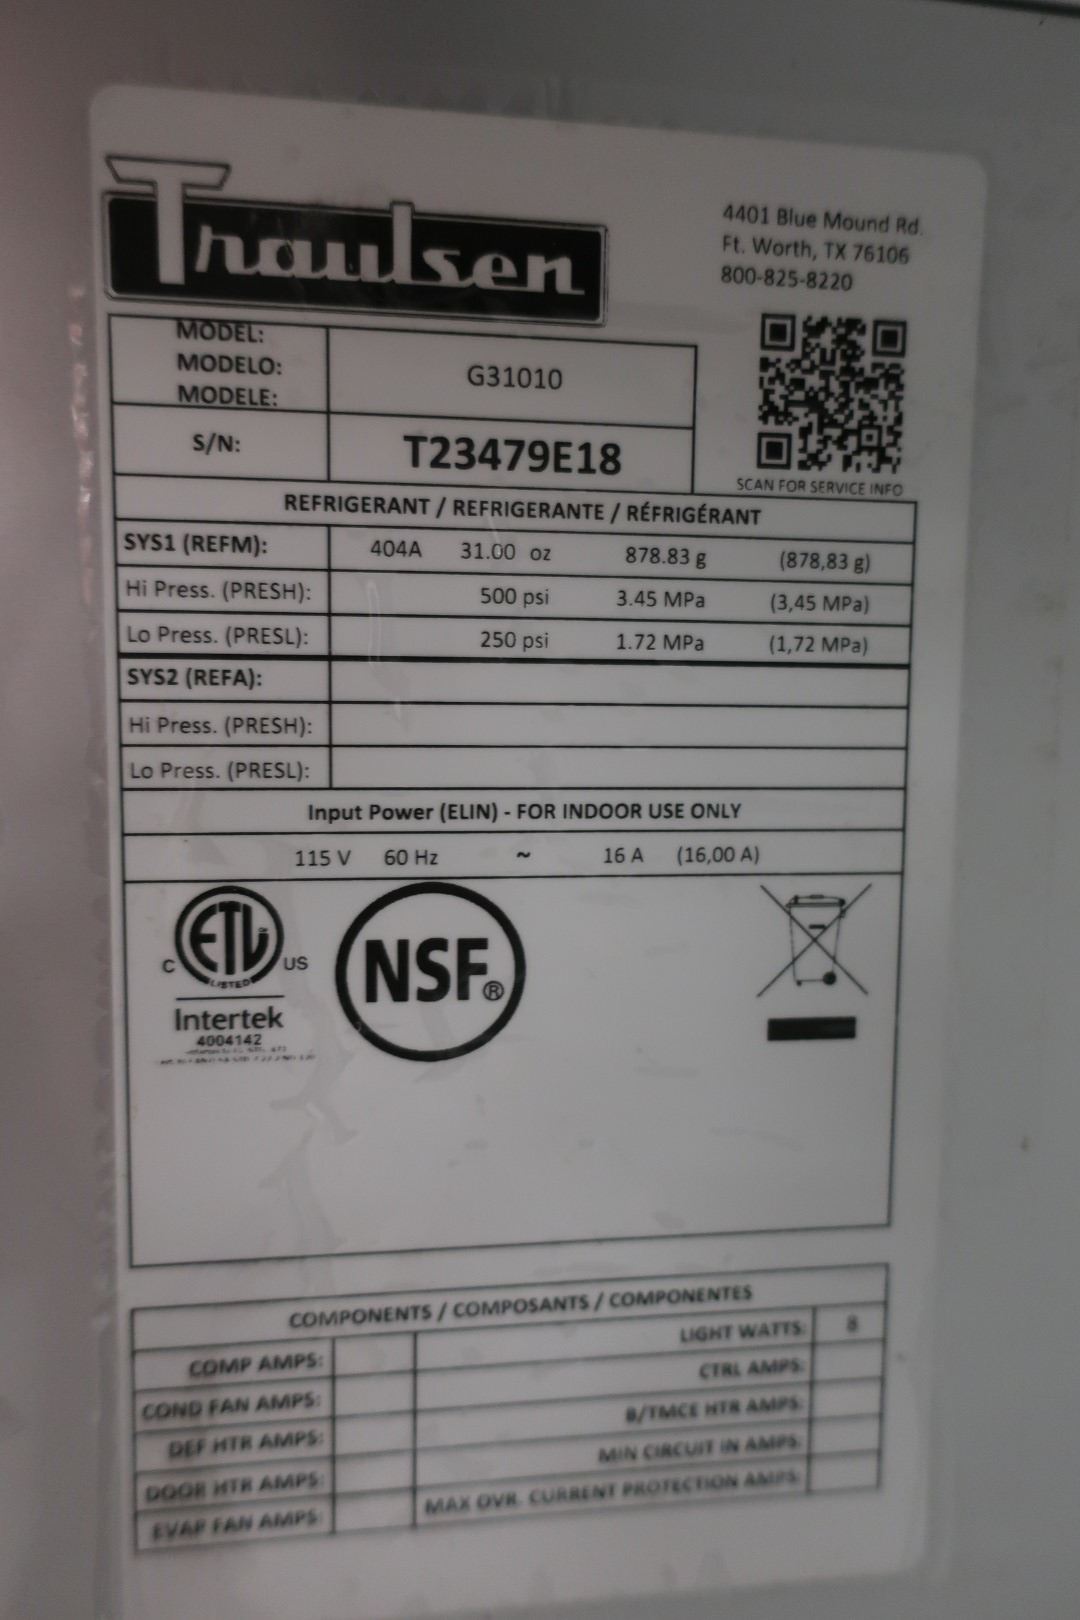 Traulsen
4401 Blue Mound Rd.
Ft. Worth, TX 76106
800-825-8220
MODEL:
MODELO:
MODELE:
G31010
S/N:
T23479E18
SCAN FOR SERVICE INFO
REFRIGERANT / REFRIGERANTE / RÉFRIGÉRANT
SYS1 (REFM): 404A 31.00 oz 878.83 g (878,83 g)
Hi Press. (PRESH): 500 psi 3.45 MPa (3,45 MPa)
Lo Press. (PRESL): 250 psi 1.72 MPa (1,72 MPa)
SYS2 (REFA):
Hi Press. (PRESH):
Lo Press. (PRESL):
Input Power (ELIN) - FOR INDOOR USE ONLY
115 V 60 Hz ~ 16 A (16,00 A)
C ETL US
LISTED
Intertek
4004142
NSF®
COMPONENTS / COMPOSANTS / COMPONENTES
COMP AMPS:
COND FAN AMPS:
DEF HTR AMPS:
DOOR HTR AMPS:
EVAP FAN AMPS:
LIGHT WATTS: 8
CTRL AMPS:
B/TMCE HTR AMPS:
MIN CIRCUIT IN AMPS:
MAX OVR. CURRENT PROTECTION AMPS: